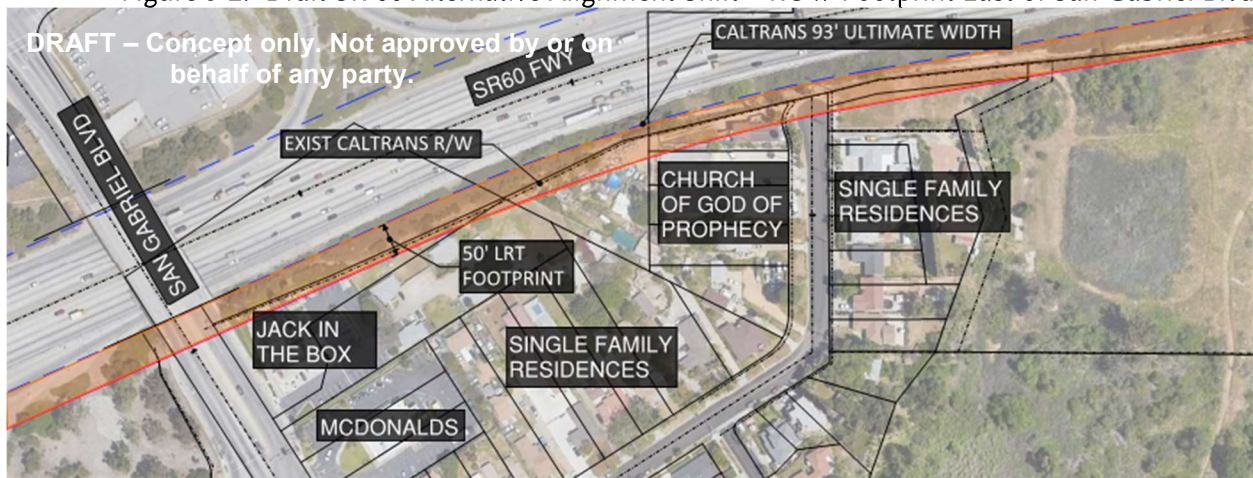 DRAFT – Concept only. Not approved by or on
behalf of any party.
SR60 FWY
CALTRANS 93' ULTIMATE WIDTH
SAN GABRIEL BLVD
EXIST CALTRANS R/W
CHURCH
OF GOD OF
PROPHECY
SINGLE FAMILY
RESIDENCES
50' LRT
FOOTPRINT
JACK IN
THE BOX
SINGLE FAMILY
RESIDENCES
MCDONALDS